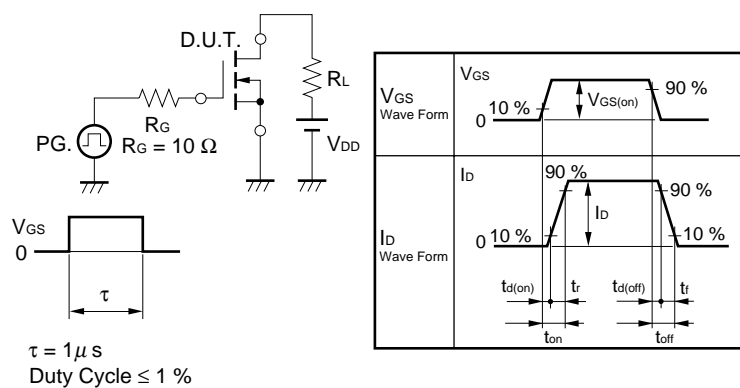 D.U.T.
RL
RG
PG.
RG = 10 Ω
VDD
VGS
0
τ
τ = 1μ s
Duty Cycle ≤ 1 %
VGS
Wave Form
VGS
10 %
0
VGS(on)
90 %
ID
Wave Form
ID
90 %
0 10 %
ID
90 %
10 %
td(on)
tr
td(off)
tf
ton
toff